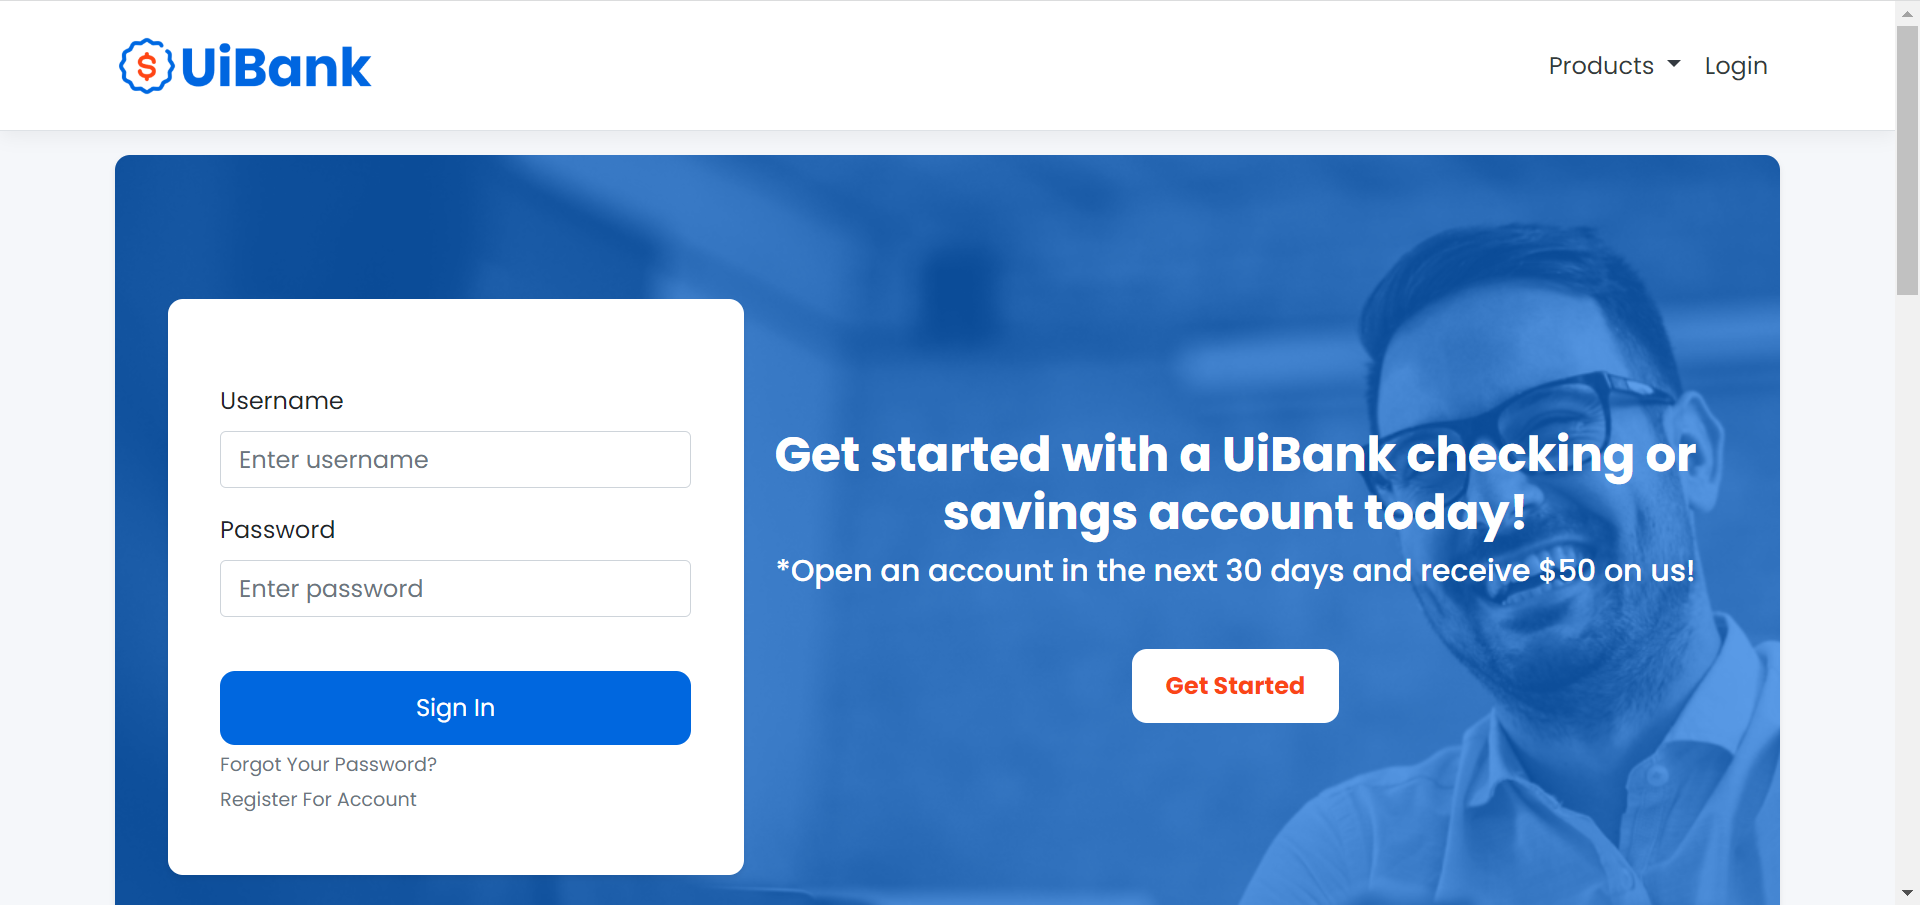 $ UiBank
Products
Login
Username
Enter username
Password
Enter password
Sign In
Forgot Your Password?
Register For Account
Get started with a UiBank checking or
savings account today!
*Open an account in the next 30 days and receive $50 on us!
Get Started